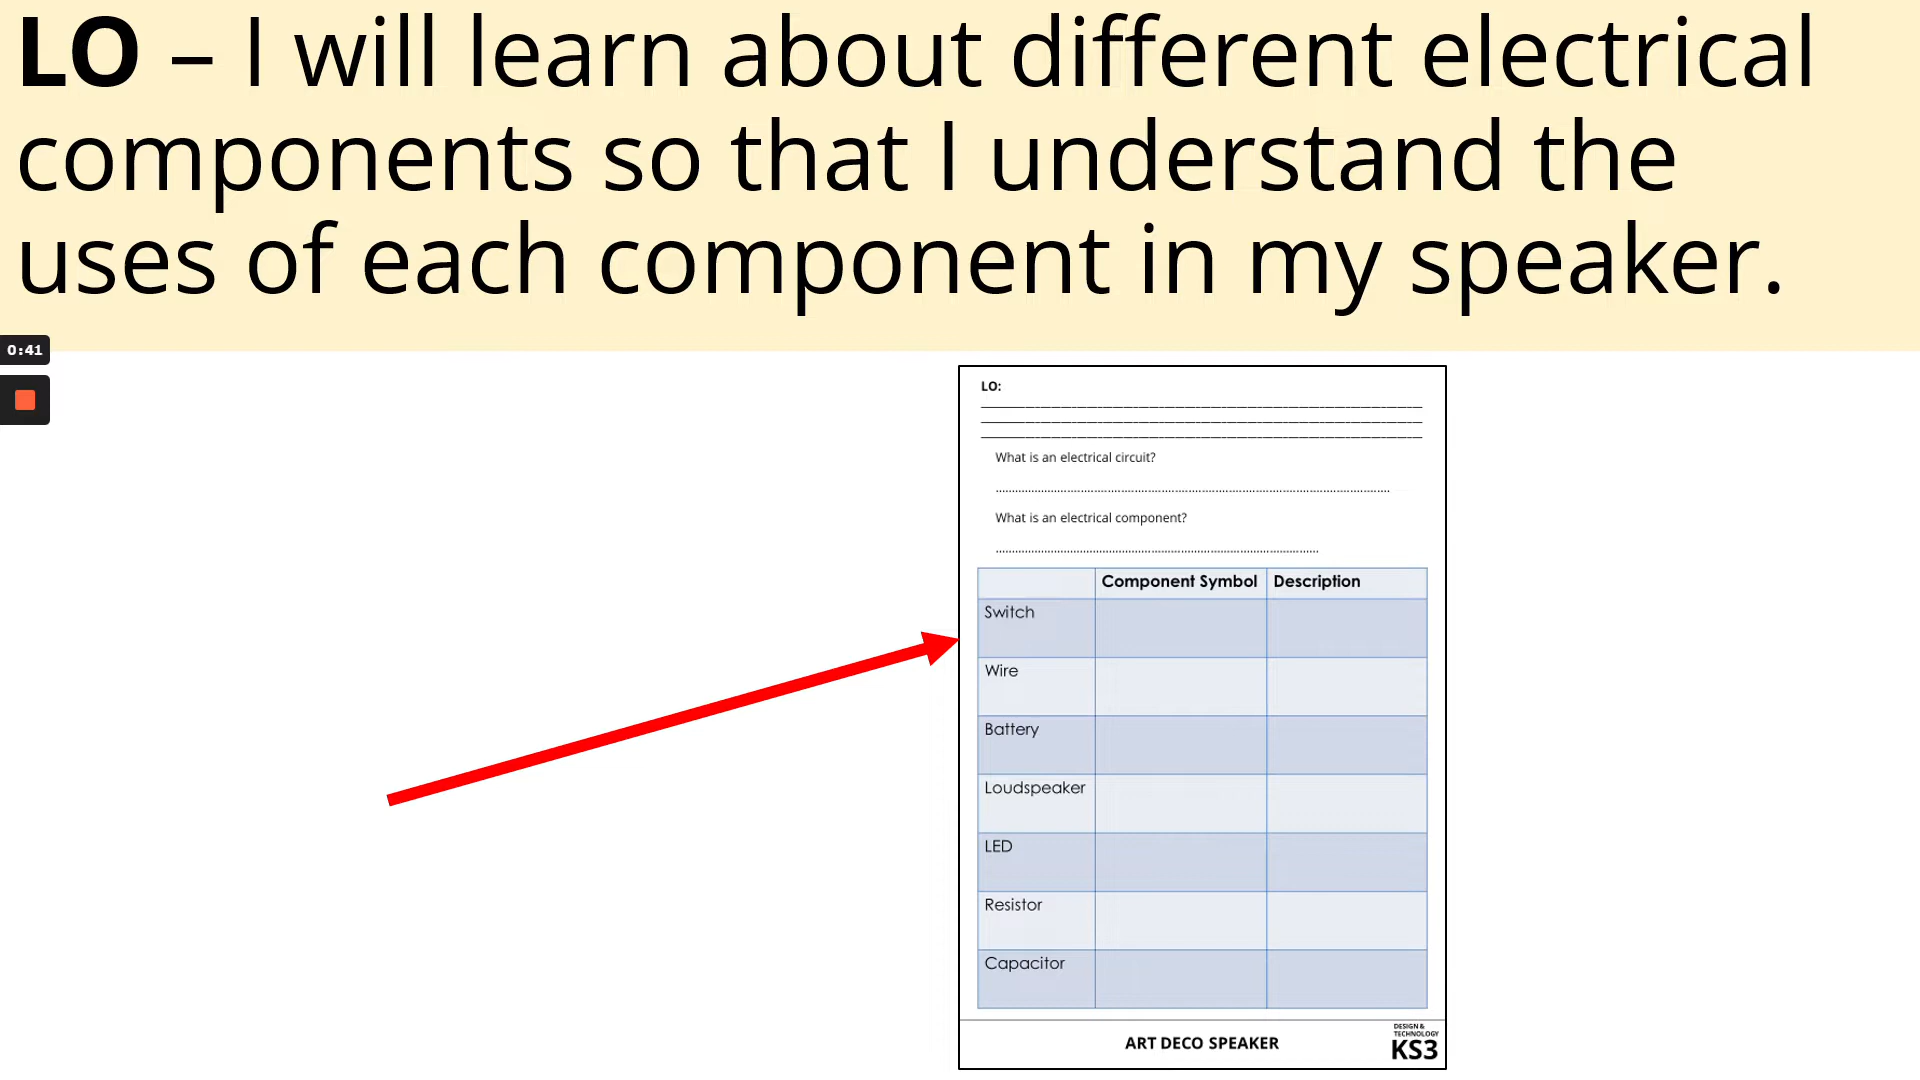 LO – I will learn about different electrical
components so that I understand the
uses of each component in my speaker.
0:41
LO:
What is an electrical circuit?
What is an electrical component?
Component Symbol Description
Switch
Wire
Battery
Loudspeaker
LED
Resistor
Capacitor
ART DECO SPEAKER
DESIGN &
TECHNOLOGY
KS3